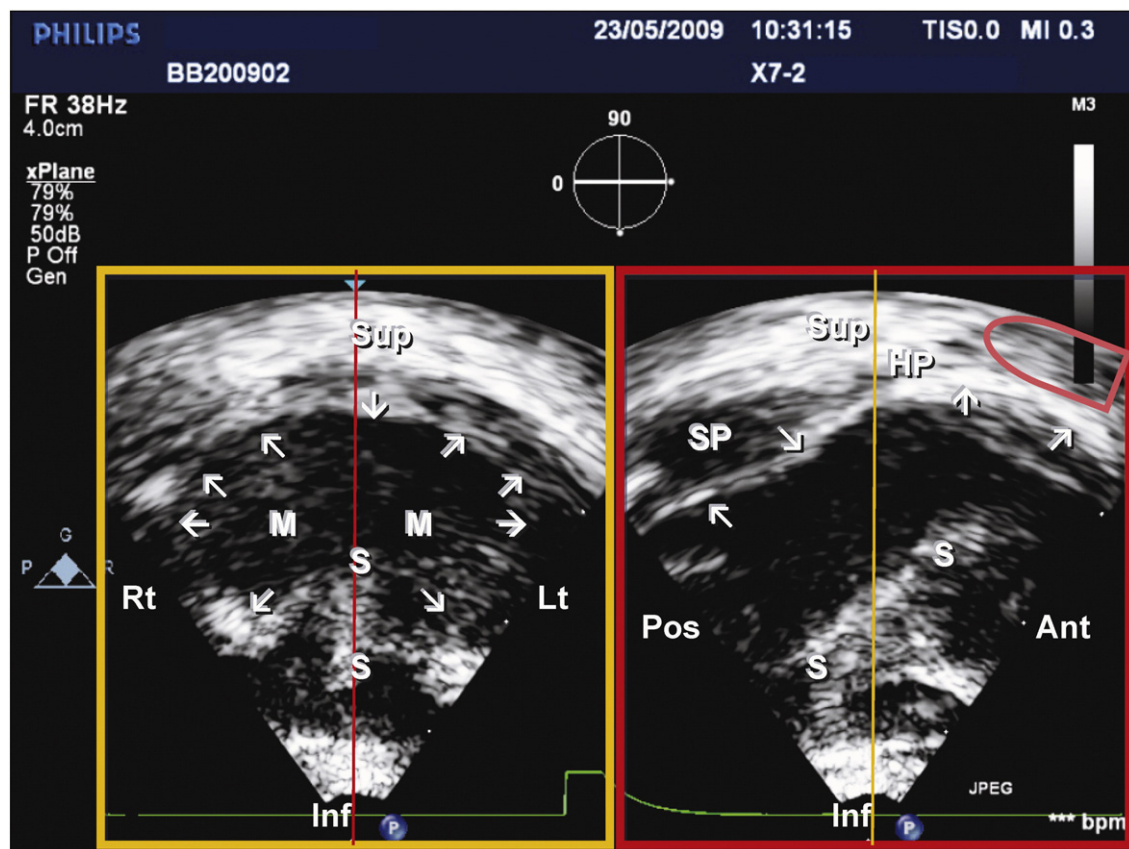 PHILIPS 23/05/2009 10:31:15 TIS0.0 MI 0.3
BB200902 X7-2
FR 38Hz
4.0cm
M3
xPlane
79%
79%
50dB
P Off
Gen
90
0
Sup
M M
S
S
Rt Lt
Inf
P
G
P R
Sup
HP
SP
S
S
Pos Ant
Inf
P
JPEG
*** bpm